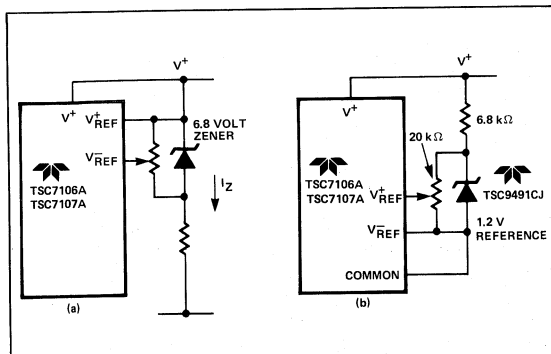 V+
V+
V+REF
6.8 VOLT
ZENER
V-REF
TSC7106A
TSC7107A
IZ
(a)
V+
V+
6.8 kΩ
20 kΩ
TSC7106A
TSC7107A
V+REF
TSC9491CJ
V-REF
1.2 V
REFERENCE
COMMON
(b)